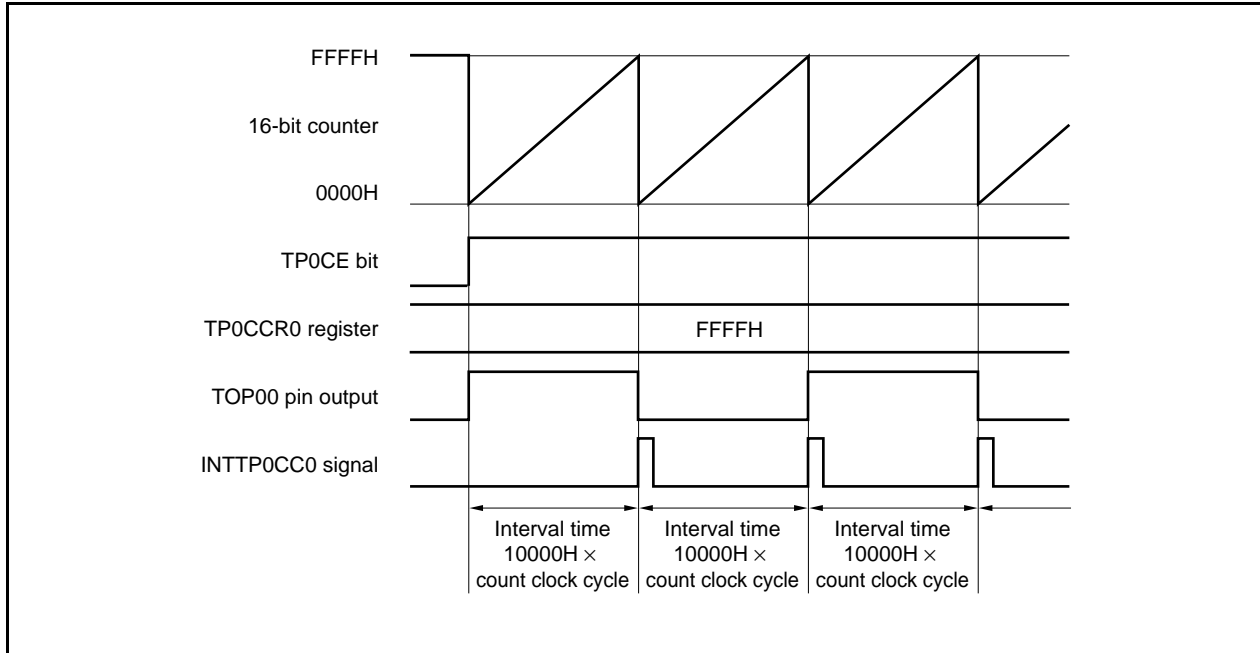 FFFFH
16-bit counter
0000H
TP0CE bit
TP0CCR0 register
FFFFH
TOP00 pin output
INTTP0CC0 signal
Interval time
10000H ×
count clock cycle
Interval time
10000H ×
count clock cycle
Interval time
10000H ×
count clock cycle